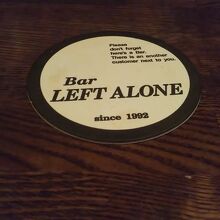 Please
don't forget
here's a Bar.
There is an another
customer next to you.
Bar
LEFT ALONE
since 1992